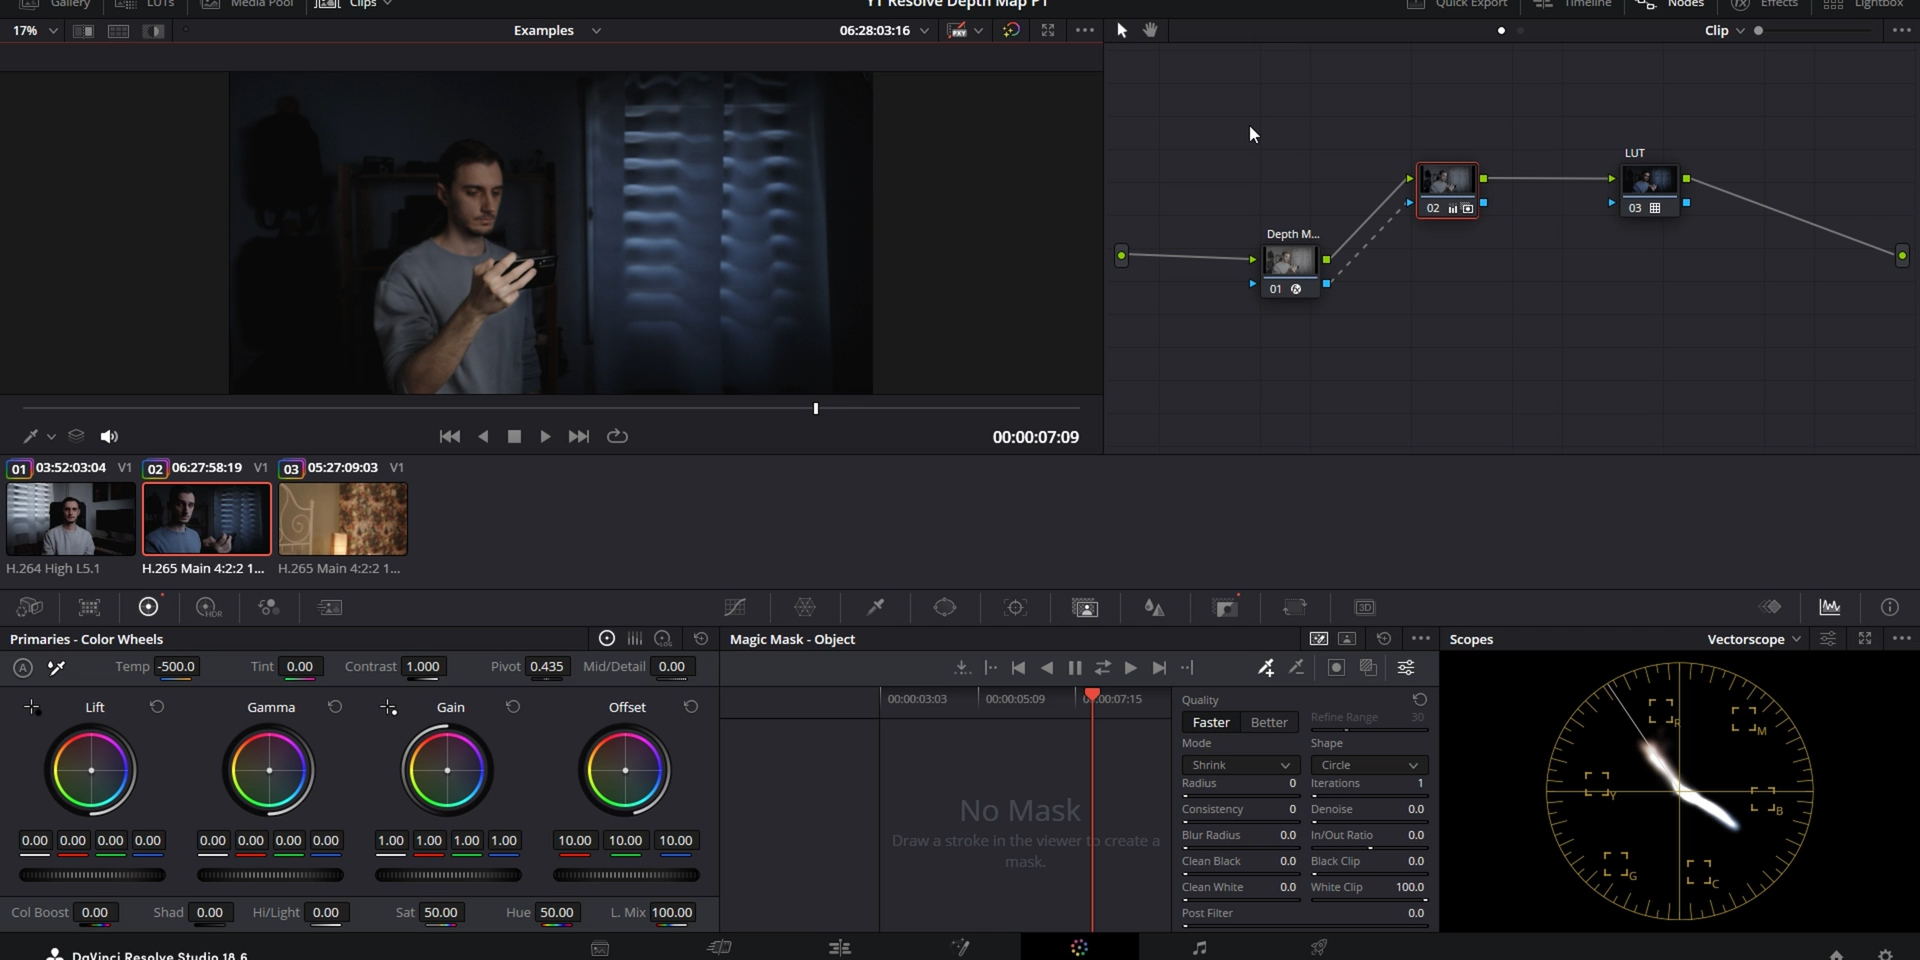 Gallery LUTs Media Pool Clips YT Resolve Depth Map P1 Quick Export Timeline Nodes Effects Lightbox
17% Examples 06:28:03:16 PXY Clip
LUT
02 03
Depth M...
01
00:00:07:09
01 03:52:03:04 V1 02 06:27:58:19 V1 03 05:27:09:03 V1
H.264 High L5.1 H.265 Main 4:2:2 1... H.265 Main 4:2:2 1...
HDR 3D
Primaries - Color Wheels Magic Mask - Object Scopes Vectorscope
A Temp -500.0 Tint 0.00 Contrast 1.000 Pivot 0.435 Mid/Detail 0.00
Lift Gamma Gain Offset
0.00 0.00 0.00 0.00 0.00 0.00 0.00 0.00 1.00 1.00 1.00 1.00 10.00 10.00 10.00
Col Boost 0.00 Shad 0.00 Hi/Light 0.00 Sat 50.00 Hue 50.00 L. Mix 100.00
00:00:03:03 00:00:05:09 00:00:07:15
No Mask
Draw a stroke in the viewer to create a
mask.
Quality
Faster Better Refine Range 30
Mode Shape
Shrink Circle
Radius 0 Iterations 1
Consistency 0 Denoise 0.0
Blur Radius 0.0 In/Out Ratio 0.0
Clean Black 0.0 Black Clip 0.0
Clean White 0.0 White Clip 100.0
Post Filter 0.0
R M
Y B
G C
DaVinci Resolve Studio 18.6